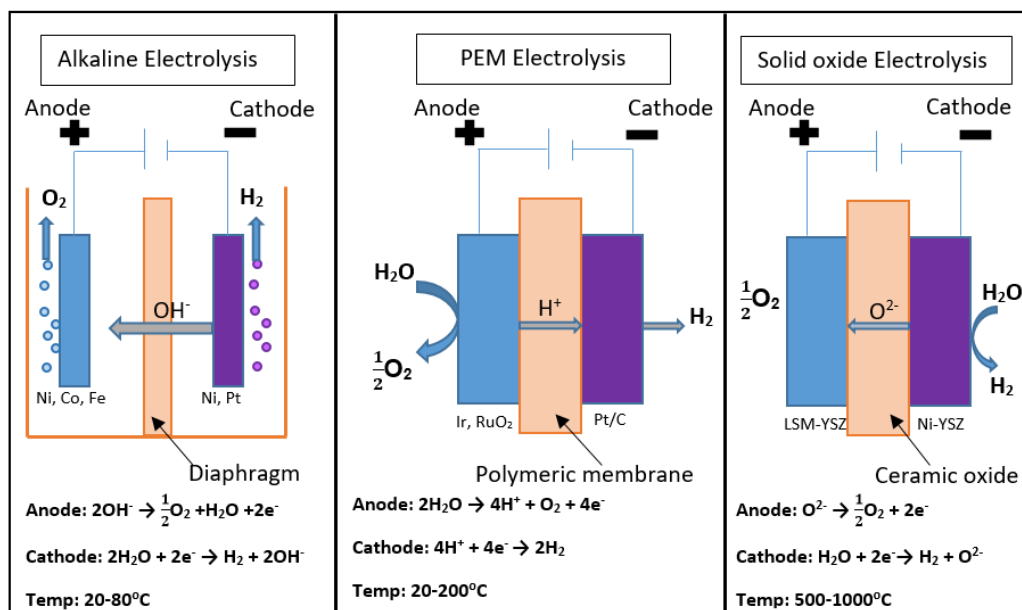 Alkaline Electrolysis
Anode
Cathode
O₂
H₂
OH⁻
Ni, Co, Fe
Ni, Pt
Diaphragm
Anode: 2OH⁻ → ½O₂ +H₂O +2e⁻
Cathode: 2H₂O + 2e⁻ → H₂ + 2OH⁻
Temp: 20-80⁰C
PEM Electrolysis
Anode
Cathode
H₂O
H⁺
H₂
½O₂
Ir, RuO₂
Pt/C
Polymeric membrane
Anode: 2H₂O → 4H⁺ + O₂ + 4e⁻
Cathode: 4H⁺ + 4e⁻ → 2H₂
Temp: 20-200⁰C
Solid oxide Electrolysis
Anode
Cathode
½O₂
O²⁻
H₂O
H₂
LSM-YSZ
Ni-YSZ
Ceramic oxide
Anode: O²⁻ → ½O₂ + 2e⁻
Cathode: H₂O + 2e⁻→ H₂ + O²⁻
Temp: 500-1000⁰C